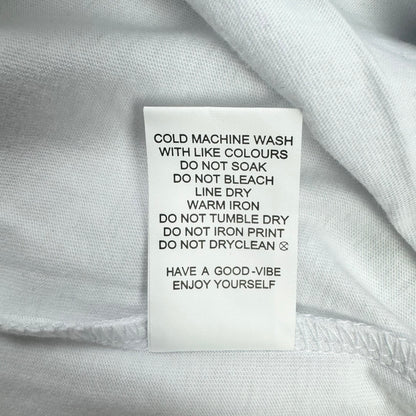 COLD MACHINE WASH
WITH LIKE COLOURS
DO NOT SOAK
DO NOT BLEACH
LINE DRY
WARM IRON
DO NOT TUMBLE DRY
DO NOT IRON PRINT
DO NOT DRYCLEAN
HAVE A GOOD-VIBE
ENJOY YOURSELF